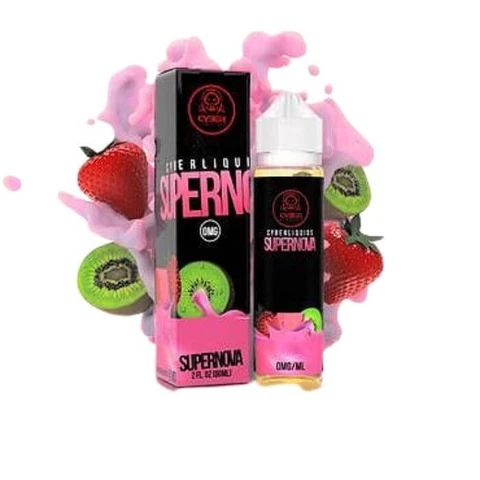 CYBER
CYBERLIQUI
SUPERNO
0MG
SUPERNOVA
2 FL. OZ (60ML)
CYBER
CYBERLIQUIDS
SUPERNOVA
0MG/ML